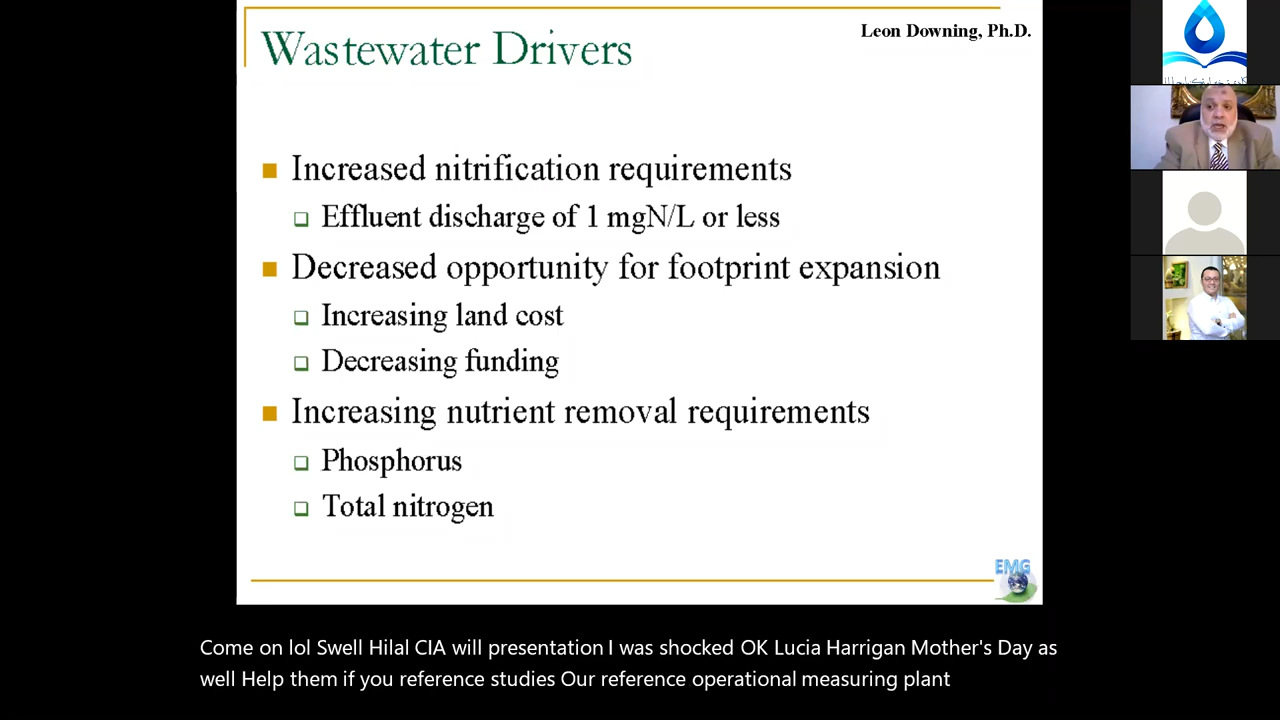 Wastewater Drivers
Leon Downing, Ph.D.
Increased nitrification requirements
Effluent discharge of 1 mgN/L or less
Decreased opportunity for footprint expansion
Increasing land cost
Decreasing funding
Increasing nutrient removal requirements
Phosphorus
Total nitrogen
EMG
Come on lol Swell Hilal CIA will presentation I was shocked OK Lucia Harrigan Mother's Day as
well Help them if you reference studies Our reference operational measuring plant